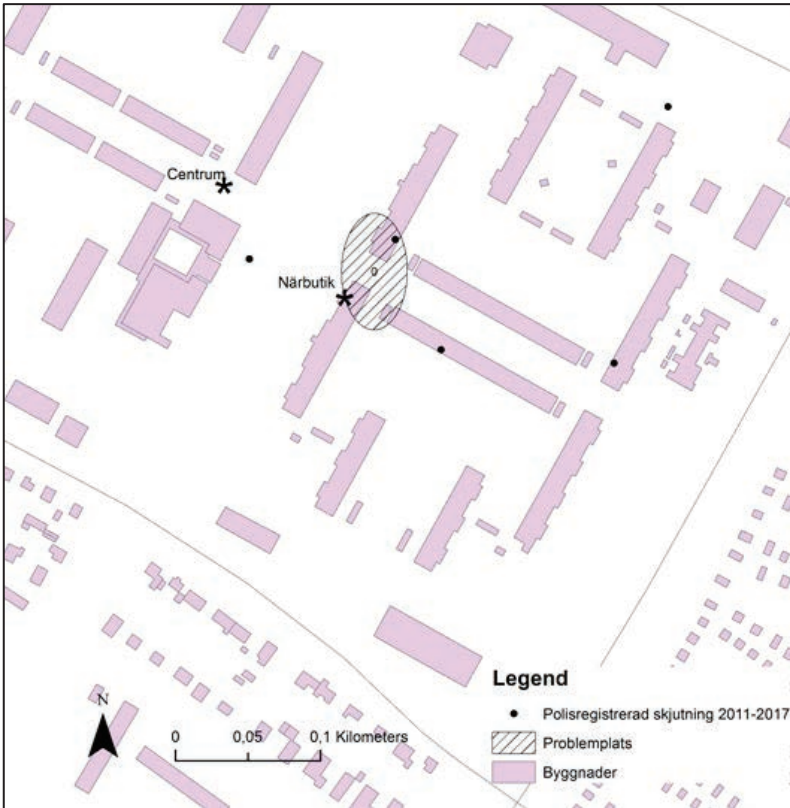 Centrum
0
Närbutik
Legend
Polisregistrerad skjutning 2011-2017
Problemplats
Byggnader
N
0 0,05 0,1 Kilometers